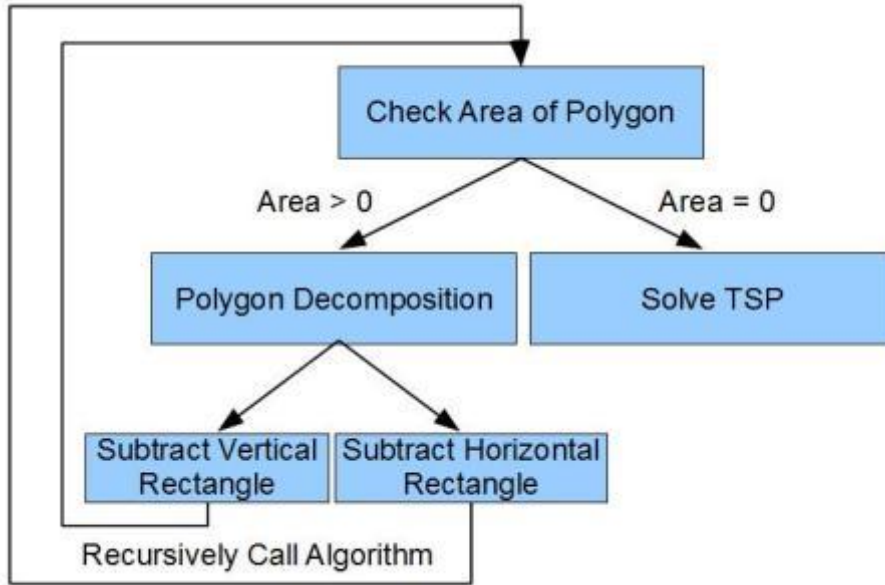 Check Area of Polygon
Area > 0
Area = 0
Polygon Decomposition
Solve TSP
Subtract Vertical
Rectangle
Subtract Horizontal
Rectangle
Recursively Call Algorithm